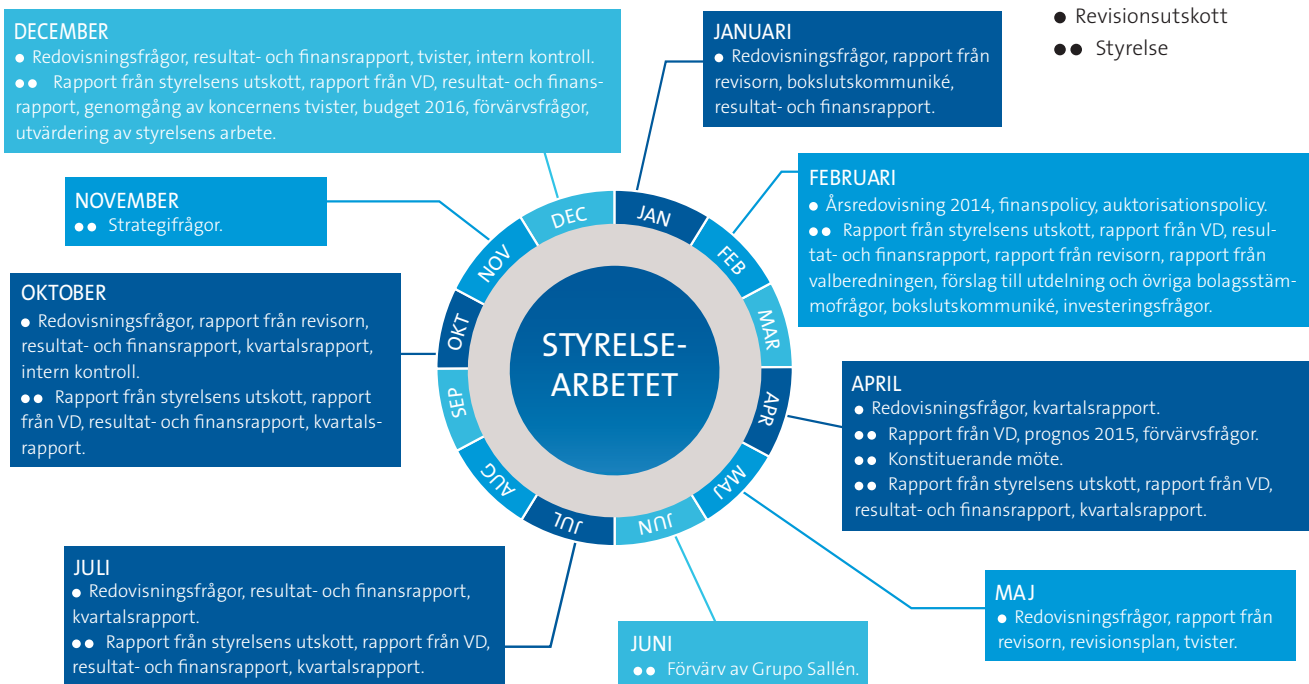 ● Revisionsutskott
●● Styrelse
JANUARI
● Redovisningsfrågor, rapport från
revisorn, bokslutskommuniké,
resultat- och finansrapport.
FEBRUARI
● Årsredovisning 2014, finanspolicy, auktorisationspolicy.
●● Rapport från styrelsens utskott, rapport från VD, resul-
tat- och finansrapport, rapport från revisorn, rapport från
valberedningen, förslag till utdelning och övriga bolagsstäm-
mofrågor, bokslutskommuniké, investeringsfrågor.
APRIL
● Redovisningsfrågor, kvartalsrapport.
●● Rapport från VD, prognos 2015, förvärvsfrågor.
●● Konstituerande möte.
●● Rapport från styrelsens utskott, rapport från VD,
resultat- och finansrapport, kvartalsrapport.
MAJ
● Redovisningsfrågor, rapport från
revisorn, revisionsplan, tvister.
JUNI
●● Förvärv av Grupo Sallén.
JULI
● Redovisningsfrågor, resultat- och finansrapport,
kvartalsrapport.
●● Rapport från styrelsens utskott, rapport från VD,
resultat- och finansrapport, kvartalsrapport.
OKTOBER
● Redovisningsfrågor, rapport från revisorn,
resultat- och finansrapport, kvartalsrapport,
intern kontroll.
●● Rapport från styrelsens utskott, rapport
från VD, resultat- och finansrapport, kvartals-
rapport.
NOVEMBER
●● Strategifrågor.
DECEMBER
● Redovisningsfrågor, resultat- och finansrapport, tvister, intern kontroll.
●● Rapport från styrelsens utskott, rapport från VD, resultat- och finans-
rapport, genomgång av koncernens tvister, budget 2016, förvärvsfrågor,
utvärdering av styrelsens arbete.
JAN
FEB
MAR
APR
MAJ
JUN
JUL
AUG
SEP
OKT
NOV
DEC
STYRELSE-
ARBETET